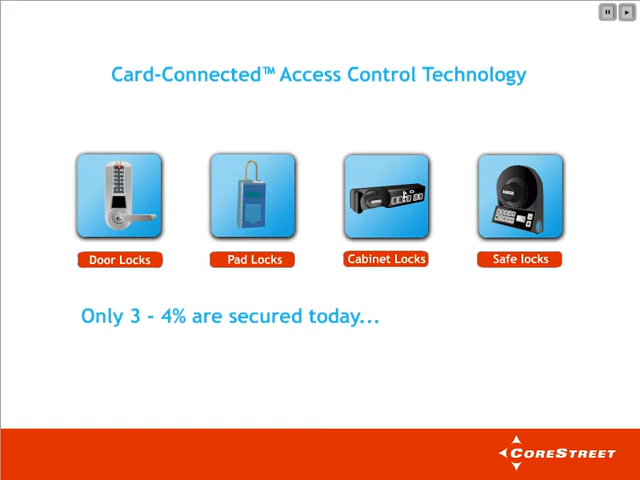 Card-Connected™ Access Control Technology
Door Locks
Pad Locks
Cabinet Locks
Safe locks
Only 3 - 4% are secured today...
CORESTREET